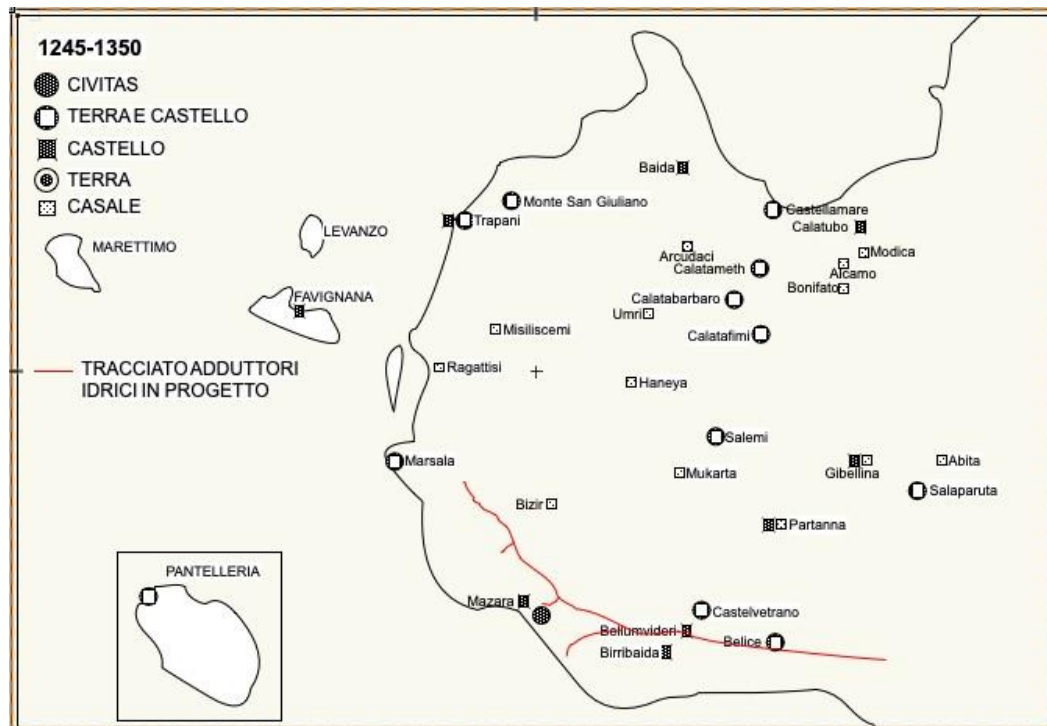 1245-1350
CIVITAS
TERRA E CASTELLO
CASTELLO
TERRA
CASALE
MARETTIMO
LEVANZO
FAVIGNANA
TRACCIATO ADDUTTORI
IDRICI IN PROGETTO
PANTELLERIA
Baida
Monte San Giuliano
Trapani
Castellamare
Calatubo
Modica
Arcudaci
Alcamo
Calatameth
Bonifato
Calatabarbaro
Umri
Misiliscemi
Calatafimi
Ragattisi
Haneya
Salemi
Marsala
Mukarta
Gibellina
Abita
Salaparuta
Bizir
Partanna
Mazara
Castelvetrano
Bellumvideri
Belice
Birribaida